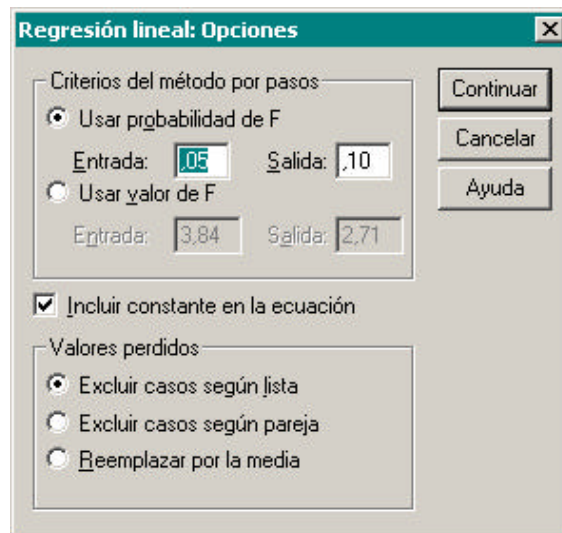 Regresión lineal: Opciones
Criterios del método por pasos
Usar probabilidad de F
Entrada: ,05 Salida: ,10
Usar valor de F
Entrada: 3,84 Salida: 2,71
Incluir constante en la ecuación
Valores perdidos
Excluir casos según lista
Excluir casos según pareja
Reemplazar por la media
Continuar
Cancelar
Ayuda